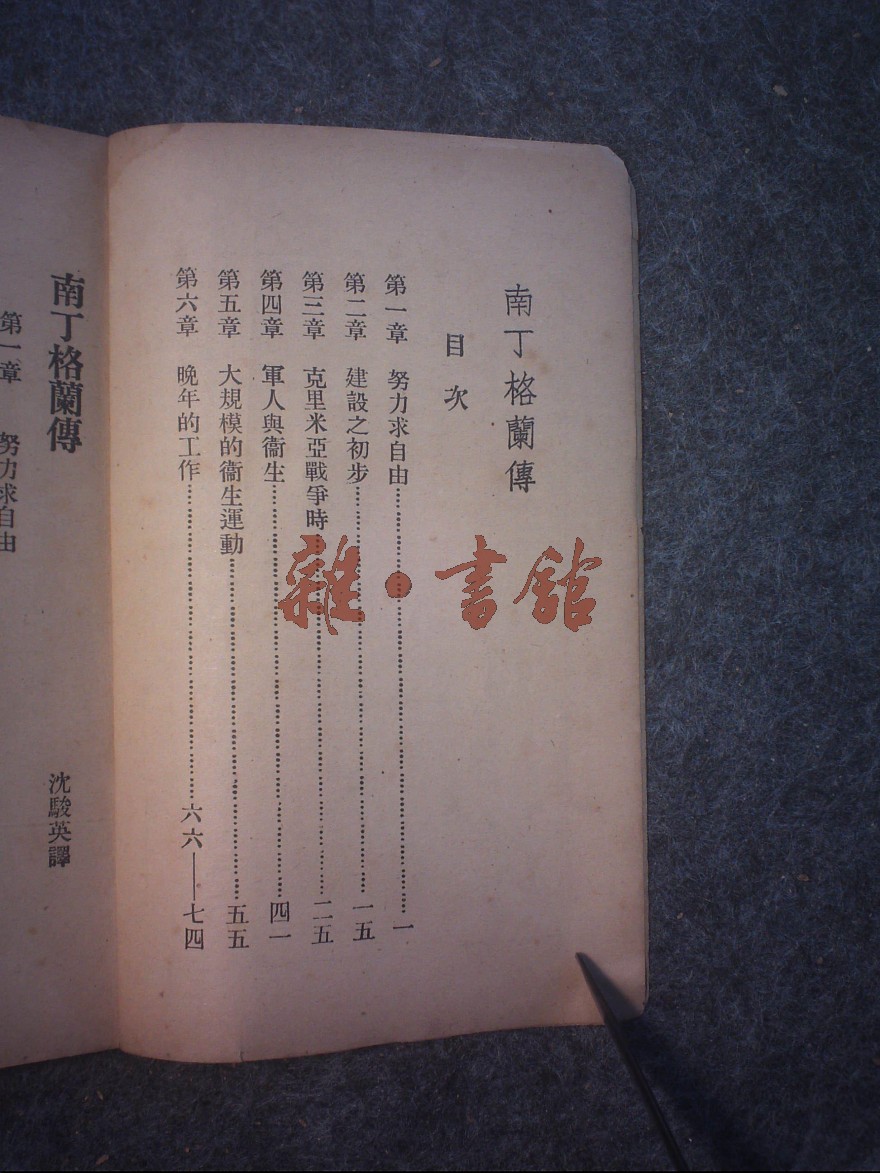 南丁格蘭傳
目次
第一章 努力求自由……一
第二章 建設之初步……一五
第三章 克里米亞戰爭時……二五
第四章 軍人與衞生……四一
第五章 大規模的衞生運動……五五
第六章 晚年的工作……六六——七四
南丁格蘭傳
沈駿英譯
第一章 努力求自由
雜·書館